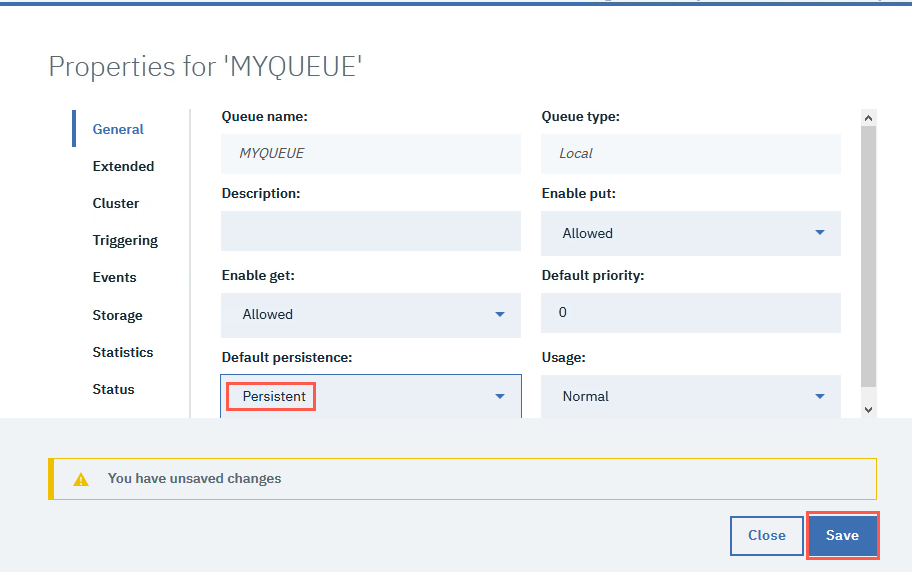 Properties for 'MYQUEUE'
General
Extended
Cluster
Triggering
Events
Storage
Statistics
Status
Queue name:
MYQUEUE
Queue type:
Local
Description:
Enable put:
Allowed
Enable get:
Allowed
Default priority:
0
Default persistence:
Persistent
Usage:
Normal
You have unsaved changes
Close
Save